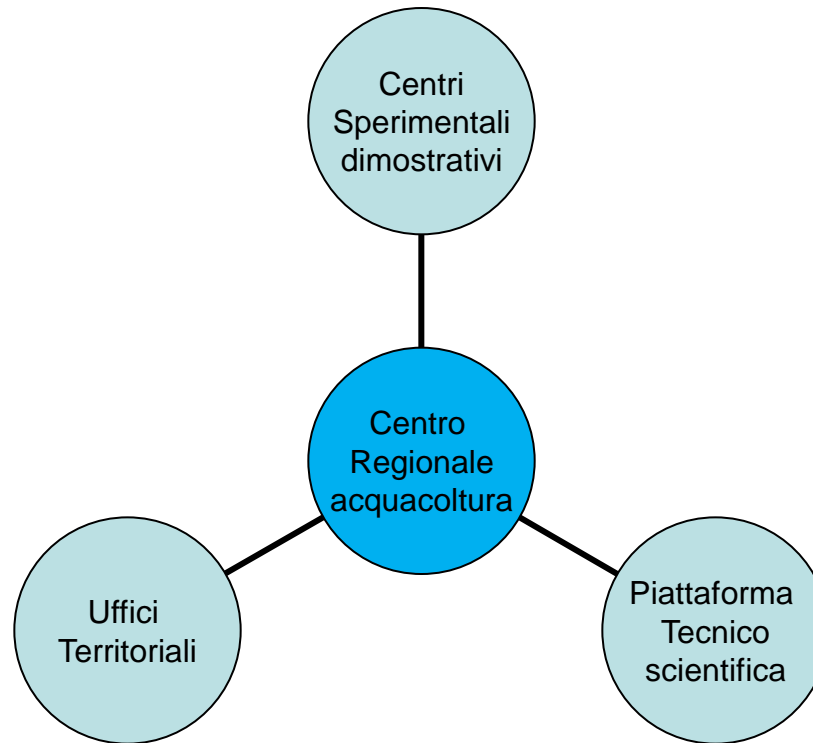 Centri
Sperimentali
dimostrativi
Centro
Regionale
acquacoltura
Uffici
Territoriali
Piattaforma
Tecnico
scientifica